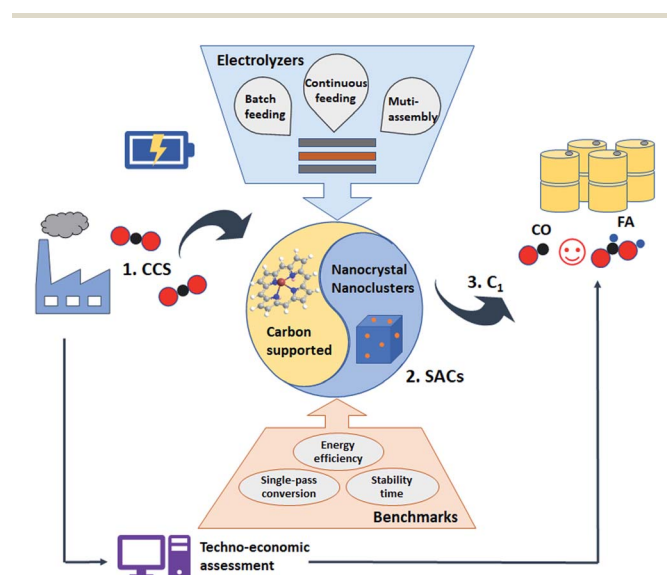 Electrolyzers
Batch
feeding
Continuous
feeding
Muti-
assembly
1. CCS
CO
FA
Nanocrystal
Nanoclusters
Carbon
supported
3. C₁
2. SACs
Energy
efficiency
Single-pass
conversion
Stability
time
Benchmarks
Techno-economic
assessment